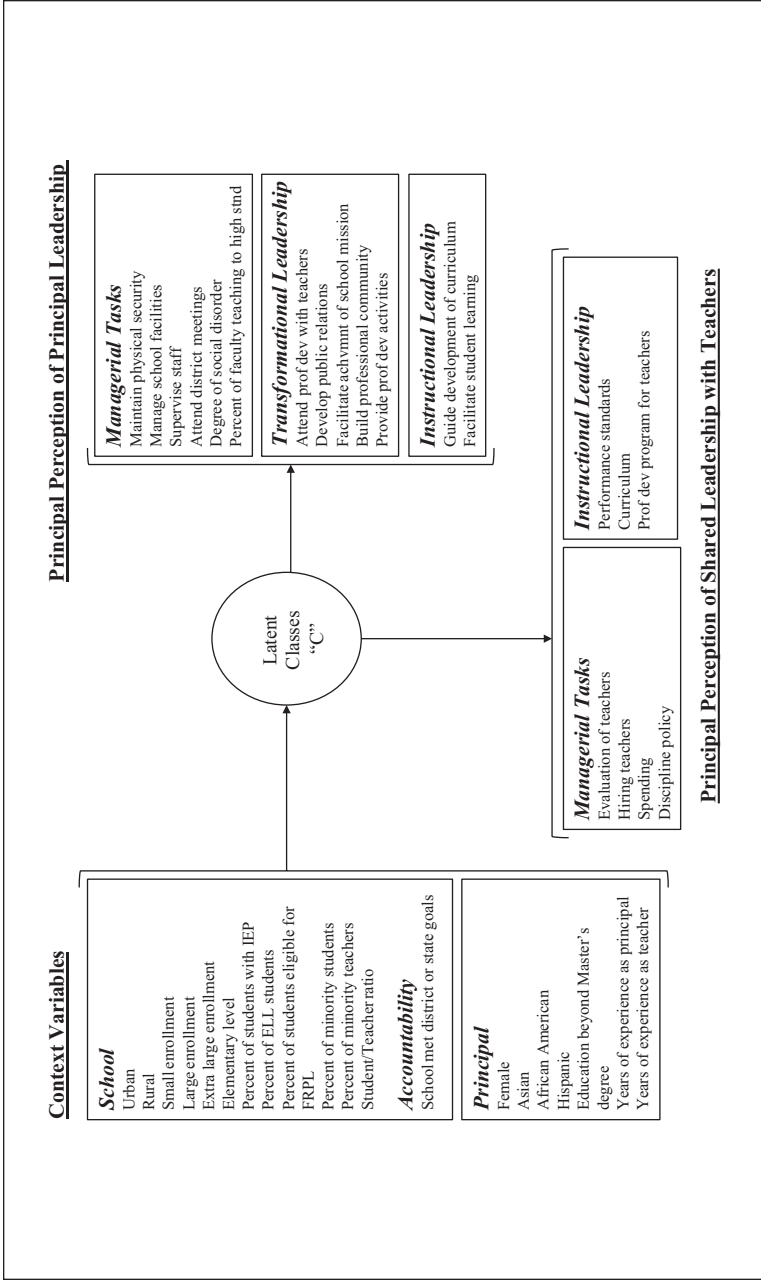 Context Variables
School
Urban
Rural
Small enrollment
Large enrollment
Extra large enrollment
Elementary level
Percent of students with IEP
Percent of ELL students
Percent of students eligible for
FRPL
Percent of minority students
Percent of minority teachers
Student/Teacher ratio
Accountability
School met district or state goals
Principal
Female
Asian
African American
Hispanic
Education beyond Master's
degree
Years of experience as principal
Years of experience as teacher
Latent
Classes
“C”
Principal Perception of Principal Leadership
Managerial Tasks
Maintain physical security
Manage school facilities
Supervise staff
Attend district meetings
Degree of social disorder
Percent of faculty teaching to high stnd
Transformational Leadership
Attend prof dev with teachers
Develop public relations
Facilitate achvmnt of school mission
Build professional community
Provide prof dev activities
Instructional Leadership
Guide development of curriculum
Facilitate student learning
Managerial Tasks
Evaluation of teachers
Hiring teachers
Spending
Discipline policy
Instructional Leadership
Performance standards
Curriculum
Prof dev program for teachers
Principal Perception of Shared Leadership with Teachers